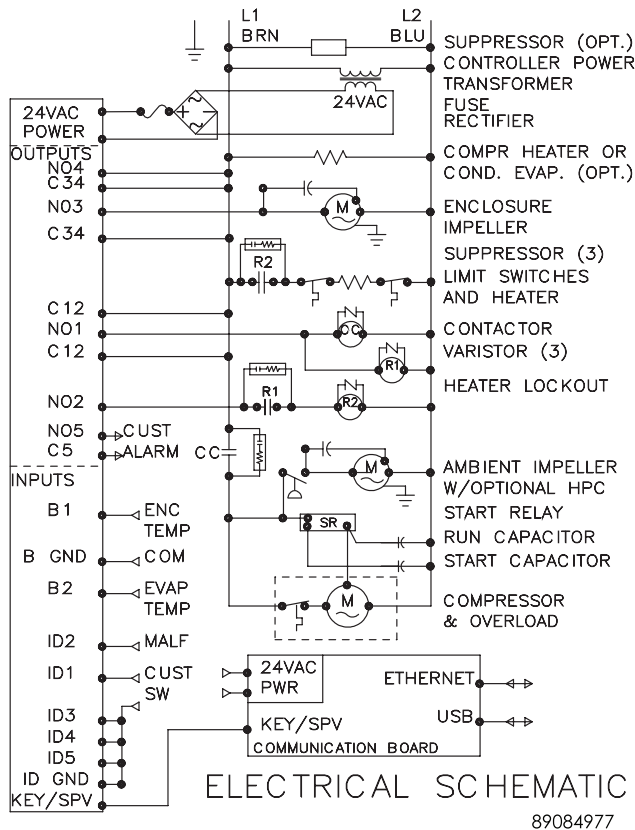 L1
L2
BRN
BLU
SUPPRESSOR (OPT.)
CONTROLLER POWER
TRANSFORMER
FUSE
RECTIFIER
24VAC
24VAC
POWER
OUTPUTS
NO4
C34
NO3
C34
COMPR HEATER OR
COND. EVAP. (OPT.)
M
ENCLOSURE
IMPELLER
R2
SUPPRESSOR (3)
LIMIT SWITCHES
AND HEATER
C12
NO1
C12
CC
CONTACTOR
VARISTOR (3)
R1
HEATER LOCKOUT
R1
R2
NO2
NO5
C5
CUST
ALARM
CC
INPUTS
M
AMBIENT IMPELLER
W/OPTIONAL HPC
START RELAY
SR
RUN CAPACITOR
START CAPACITOR
B1
ENC
TEMP
B GND
COM
B2
EVAP
TEMP
M
COMPRESSOR
& OVERLOAD
ID2
MALF
ID1
CUST
SW
ID3
ID4
ID5
ID GND
KEY/SPV
24VAC
PWR
ETHERNET
USB
KEY/SPV
COMMUNICATION BOARD
ELECTRICAL SCHEMATIC
89084977